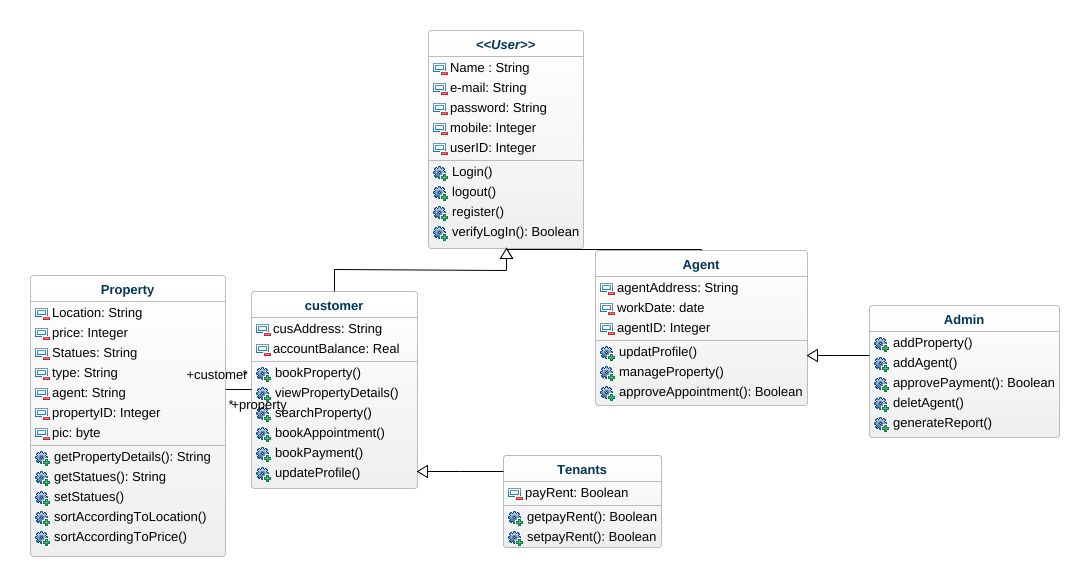 <<User>>
Name : String
e-mail: String
password: String
mobile: Integer
userID: Integer
Login()
logout()
register()
verifyLogIn(): Boolean
Property
Location: String
price: Integer
Statues: String
type: String
agent: String
propertyID: Integer
pic: byte
getPropertyDetails(): String
getStatues(): String
setStatues()
sortAccordingToLocation()
sortAccordingToPrice()
+customer *
*+property
customer
cusAddress: String
accountBalance: Real
bookProperty()
viewPropertyDetails()
searchProperty()
bookAppointment()
bookPayment()
updateProfile()
Agent
agentAddress: String
workDate: date
agentID: Integer
updatProfile()
manageProperty()
approveAppointment(): Boolean
Admin
addProperty()
addAgent()
approvePayment(): Boolean
deletAgent()
generateReport()
Tenants
payRent: Boolean
getpayRent(): Boolean
setpayRent(): Boolean